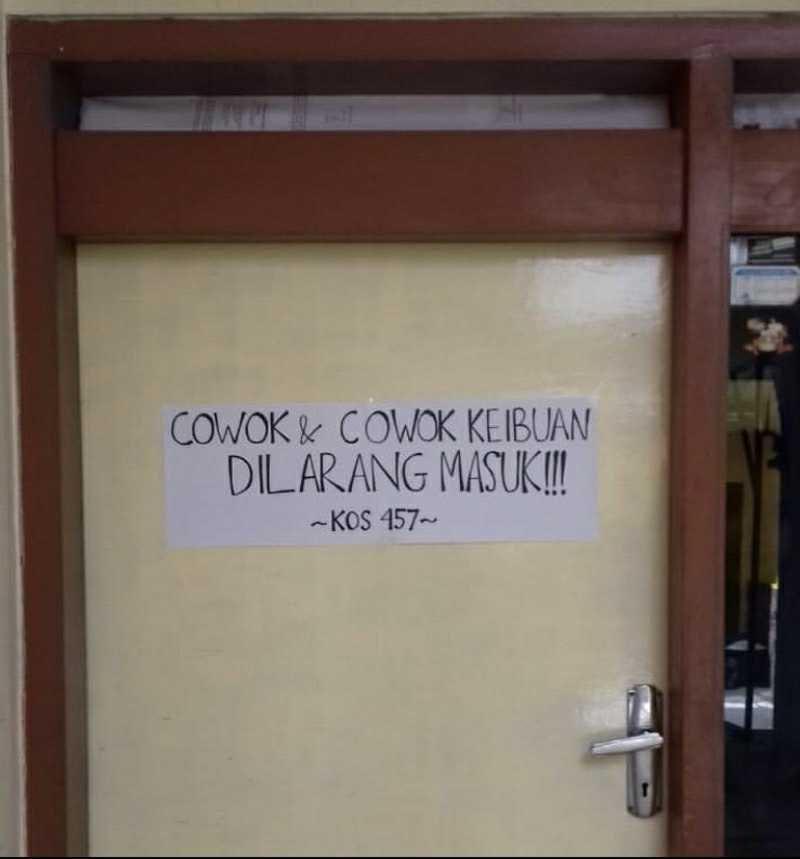 COWOK & COWOK KEIBUAN
DILARANG MASUK!!!
~KOS 457~